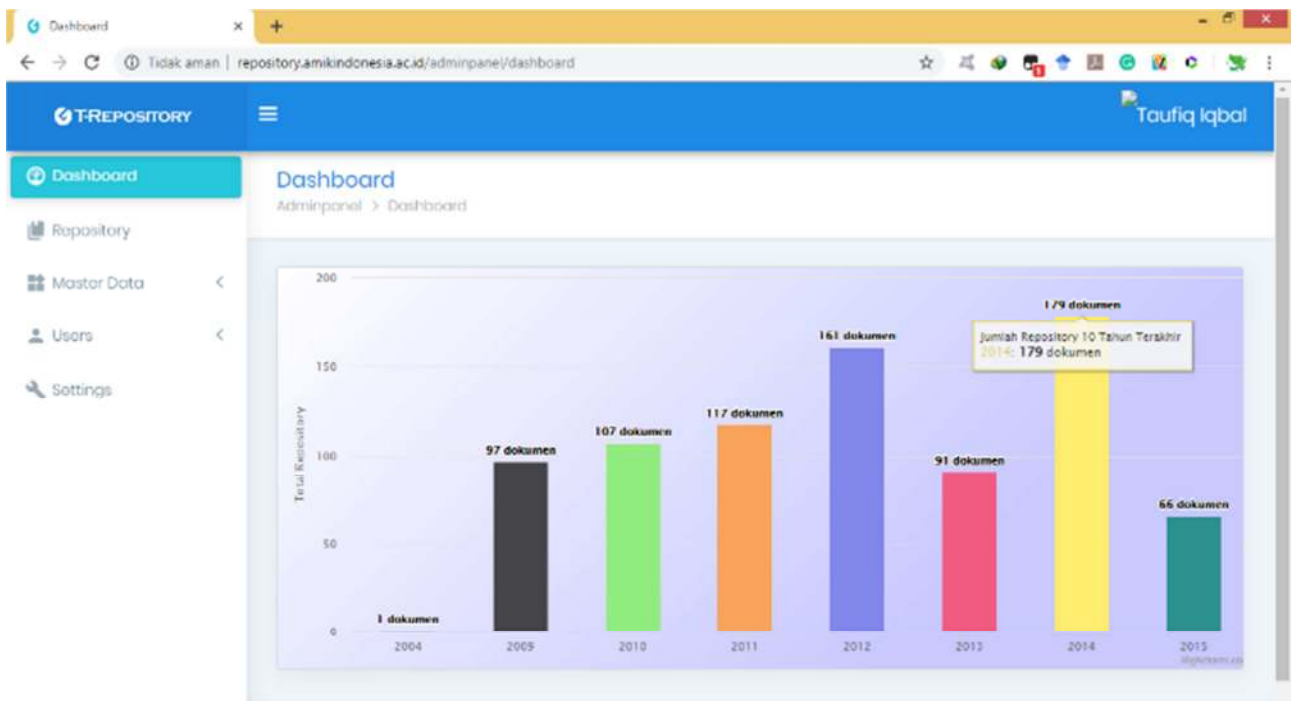 Dashboard
Tidak aman | repository.amikindonesia.ac.id/adminpanel/dashboard
T-REPOSITORY
Taufiq Iqbal
Dashboard
Repository
Master Data
Users
Settings
Dashboard
Adminpanel > Dashboard
Total Repository
200
150
100
50
0
1 dokumen
97 dokumen
107 dokumen
117 dokumen
161 dokumen
91 dokumen
179 dokumen
66 dokumen
Jumlah Repository 10 Tahun Terakhir
2014: 179 dokumen
2004 2009 2010 2011 2012 2013 2014 2015